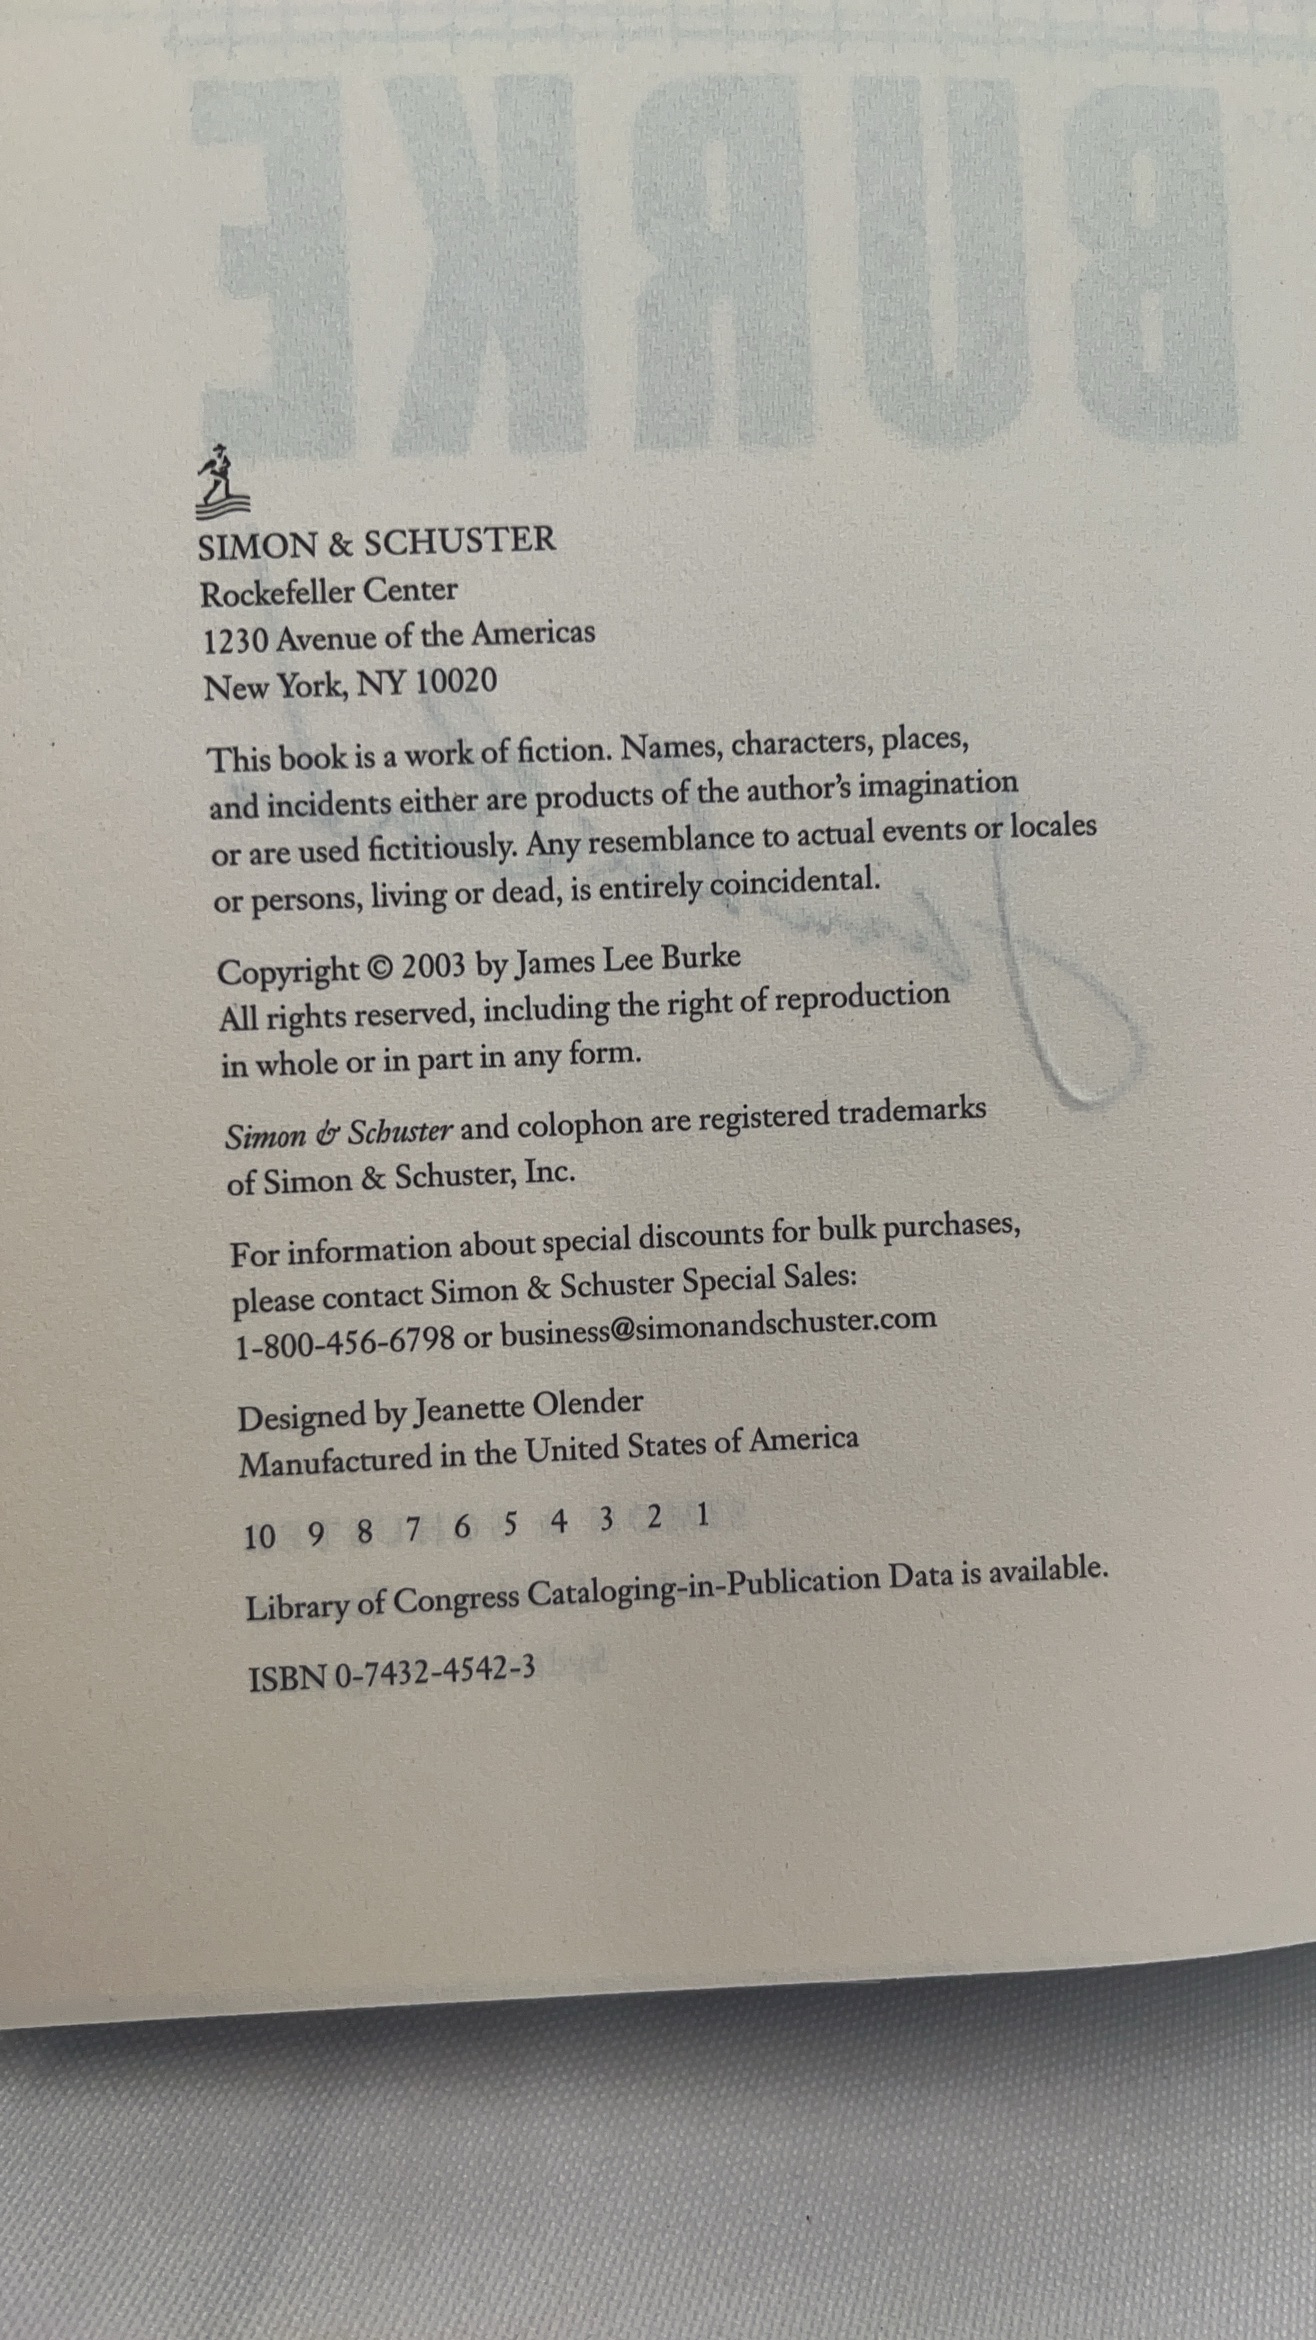 BURKE
SIMON & SCHUSTER
Rockefeller Center
1230 Avenue of the Americas
New York, NY 10020
This book is a work of fiction. Names, characters, places,
and incidents either are products of the author’s imagination
or are used fictitiously. Any resemblance to actual events or locales
or persons, living or dead, is entirely coincidental.
Copyright © 2003 by James Lee Burke
All rights reserved, including the right of reproduction
in whole or in part in any form.
Simon & Schuster and colophon are registered trademarks
of Simon & Schuster, Inc.
For information about special discounts for bulk purchases,
please contact Simon & Schuster Special Sales:
1-800-456-6798 or business@simonandschuster.com
Designed by Jeanette Olender
Manufactured in the United States of America
10 9 8 7 6 5 4 3 2 1
Library of Congress Cataloging-in-Publication Data is available.
ISBN 0-7432-4542-3